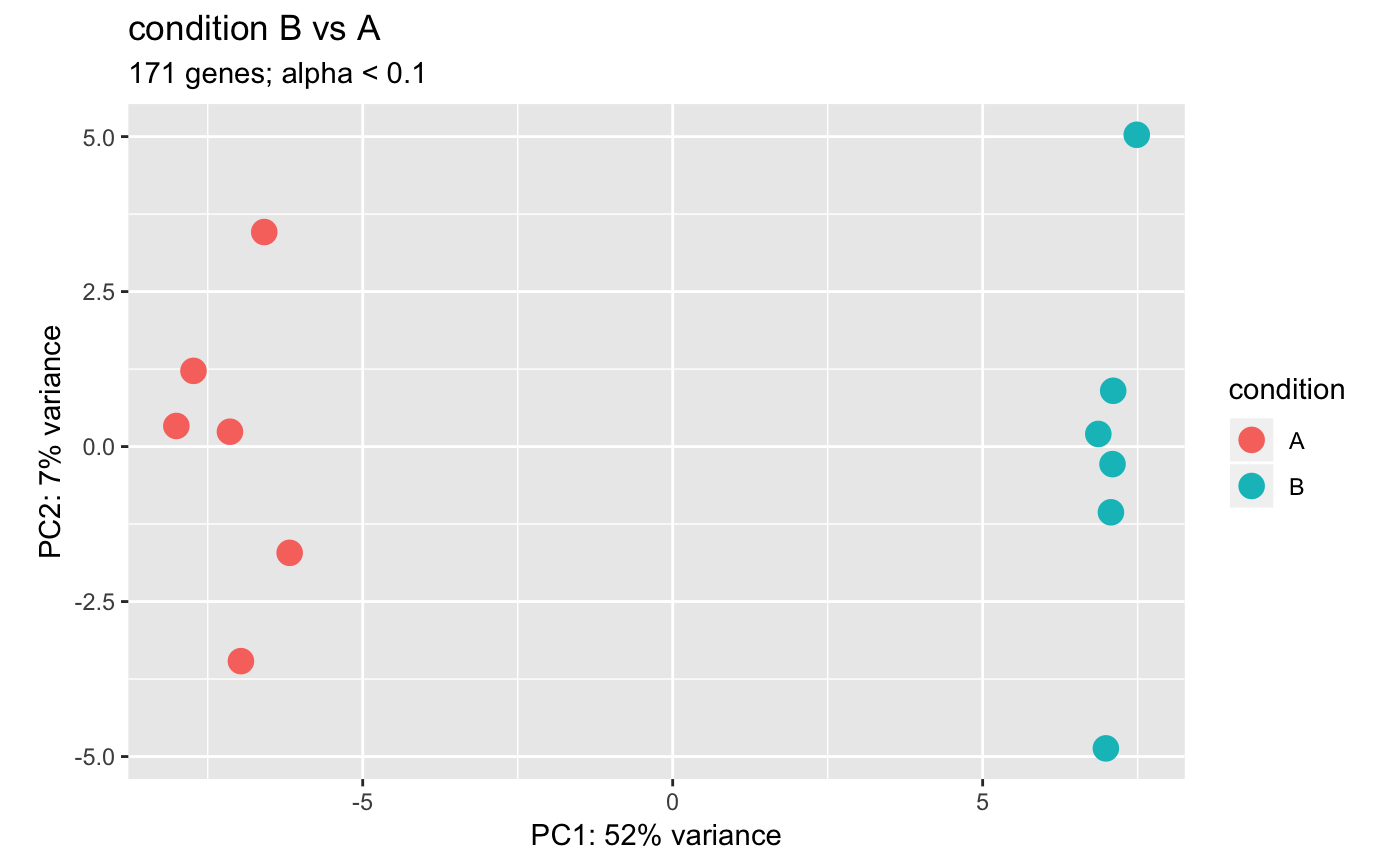 condition B vs A
171 genes; alpha < 0.1
5.0
2.5
0.0
-2.5
-5.0
PC2: 7% variance
-5
0
5
PC1: 52% variance
condition
A
B